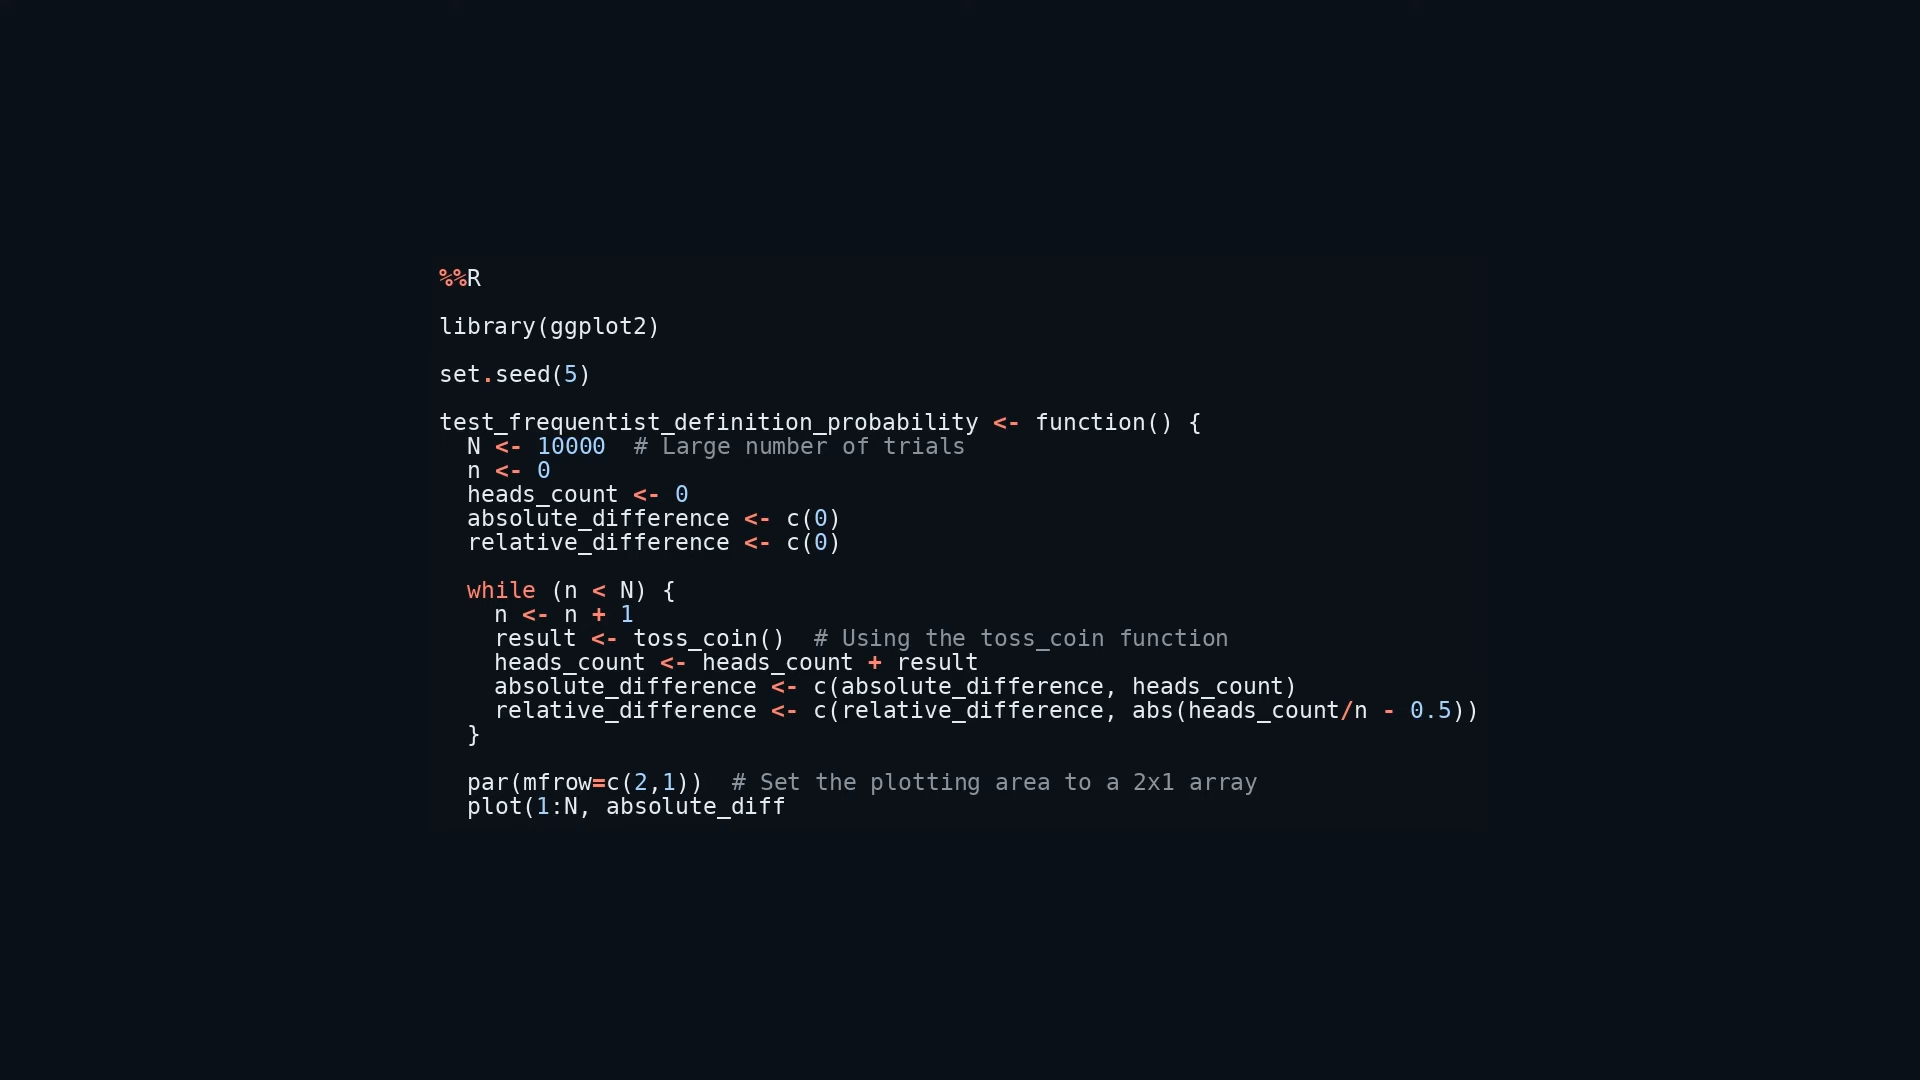 %%R
library(ggplot2)
set.seed(5)
test_frequentist_definition_probability <- function() {
  N <- 10000  # Large number of trials
  n <- 0
  heads_count <- 0
  absolute_difference <- c(0)
  relative_difference <- c(0)
  while (n < N) {
    n <- n + 1
    result <- toss_coin()  # Using the toss_coin function
    heads_count <- heads_count + result
    absolute_difference <- c(absolute_difference, heads_count)
    relative_difference <- c(relative_difference, abs(heads_count/n - 0.5))
  }
  par(mfrow=c(2,1))  # Set the plotting area to a 2x1 array
  plot(1:N, absolute_diff